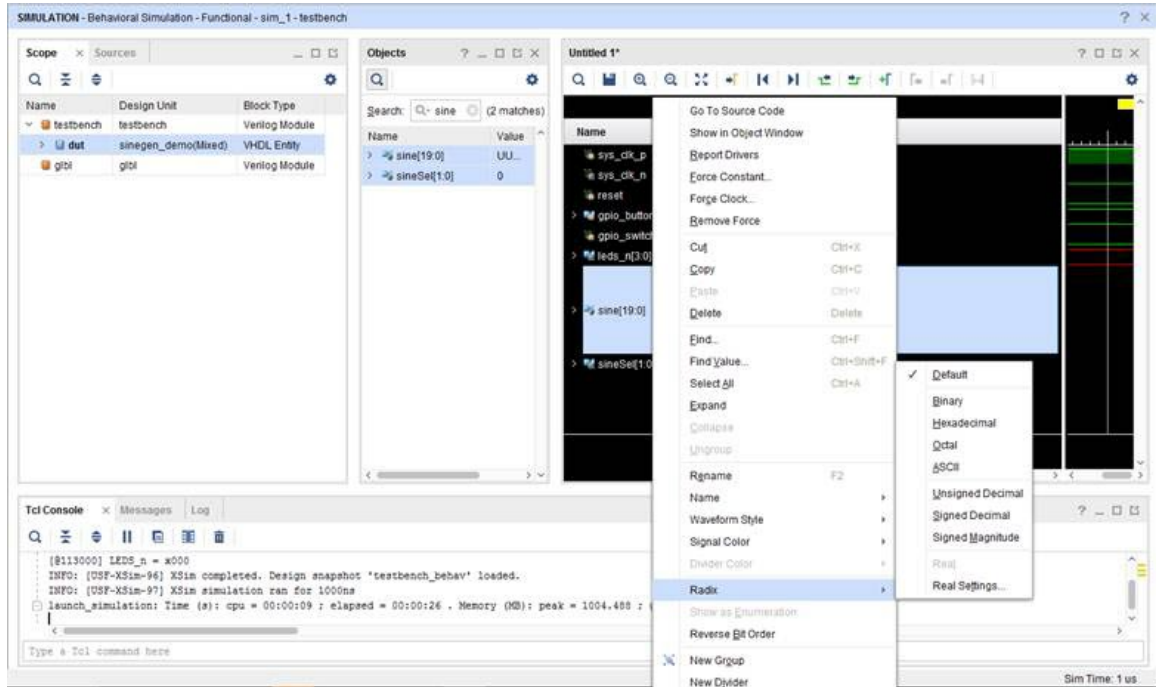 SIMULATION - Behavioral Simulation - Functional - sim_1 - testbench
Scope
Sources
Name Design Unit Block Type
testbench testbench Verilog Module
dut sinegen_demo(Mixed) VHDL Entity
glbl glbl Verilog Module
Objects
Search: sine (2 matches)
Name Value
sine[19:0] UU...
sineSel[1:0] 0
Untitled 1*
Name
sys_clk_p
sys_clk_n
reset
gpio_button
gpio_switch
leds_n[3:0]
sine[19:0]
sineSel[1:0
Go To Source Code
Show in Object Window
Report Drivers
Force Constant...
Force Clock...
Remove Force
Cut Ctrl+X
Copy Ctrl+C
Paste Ctrl+V
Delete Delete
Find... Ctrl+F
Find Value... Ctrl+Shift+F
Select All Ctrl+A
Expand
Collapse
Ungroup
Rename F2
Name
Waveform Style
Signal Color
Divider Color
Radix
Show as Enumeration
Reverse Bit Order
New Group
New Divider
Default
Binary
Hexadecimal
Octal
ASCII
Unsigned Decimal
Signed Decimal
Signed Magnitude
Real
Real Settings...
Tcl Console Messages Log
[@113000] LEDS_n = x000
INFO: [USF-XSim-96] XSim completed. Design snapshot 'testbench_behav' loaded.
INFO: [USF-XSim-97] XSim simulation ran for 1000ns
launch_simulation: Time (s): cpu = 00:00:09 ; elapsed = 00:00:26 . Memory (MB): peak = 1004.488 ; (
Type a Tcl command here
Sim Time: 1 us